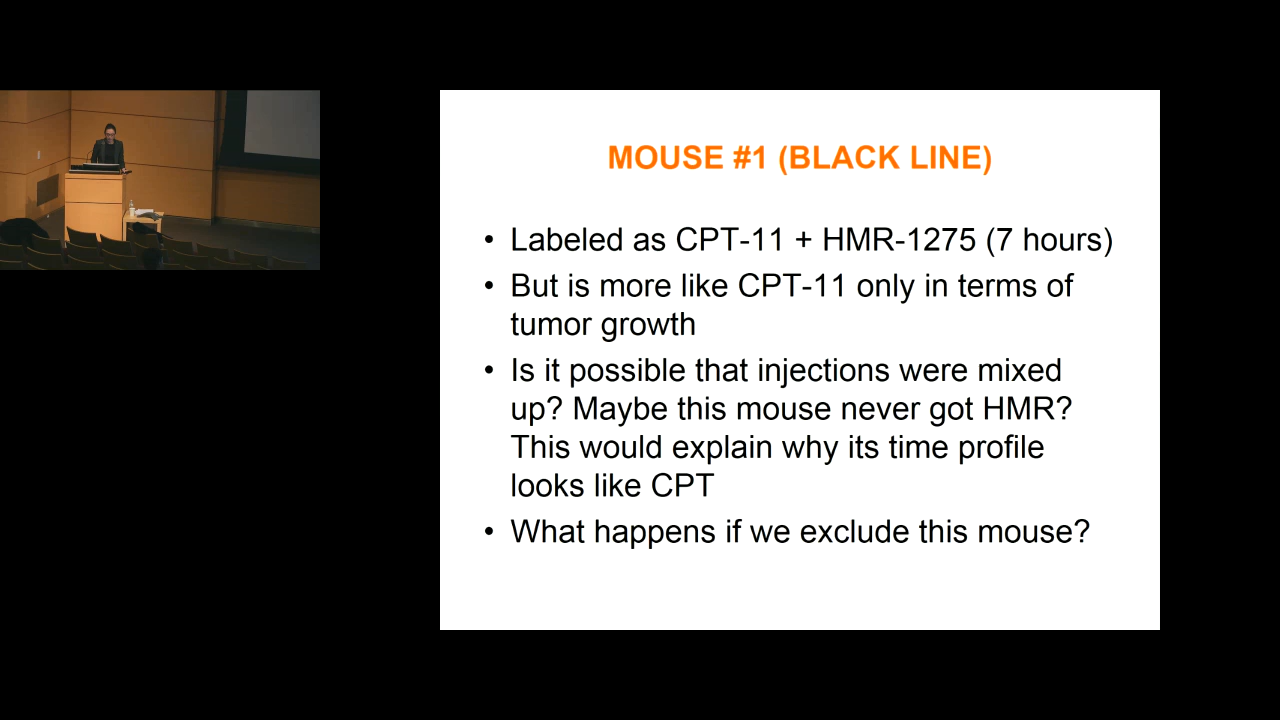 MOUSE #1 (BLACK LINE)
• Labeled as CPT-11 + HMR-1275 (7 hours)
• But is more like CPT-11 only in terms of
tumor growth
• Is it possible that injections were mixed
up? Maybe this mouse never got HMR?
This would explain why its time profile
looks like CPT
• What happens if we exclude this mouse?